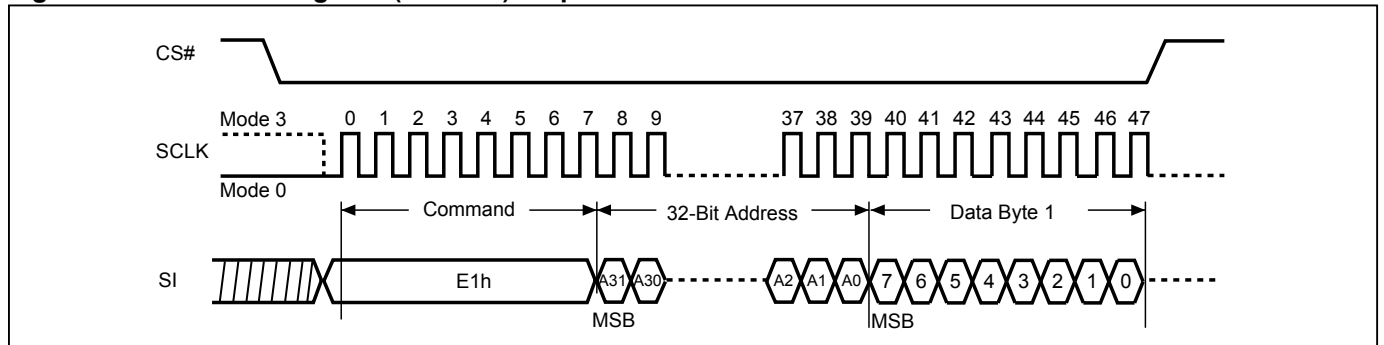 CS#
Mode 3 0 1 2 3 4 5 6 7 8 9 37 38 39 40 41 42 43 44 45 46 47
SCLK
Mode 0
Command 32-Bit Address Data Byte 1
SI E1h A31 A30 A2 A1 A0 7 6 5 4 3 2 1 0
MSB MSB